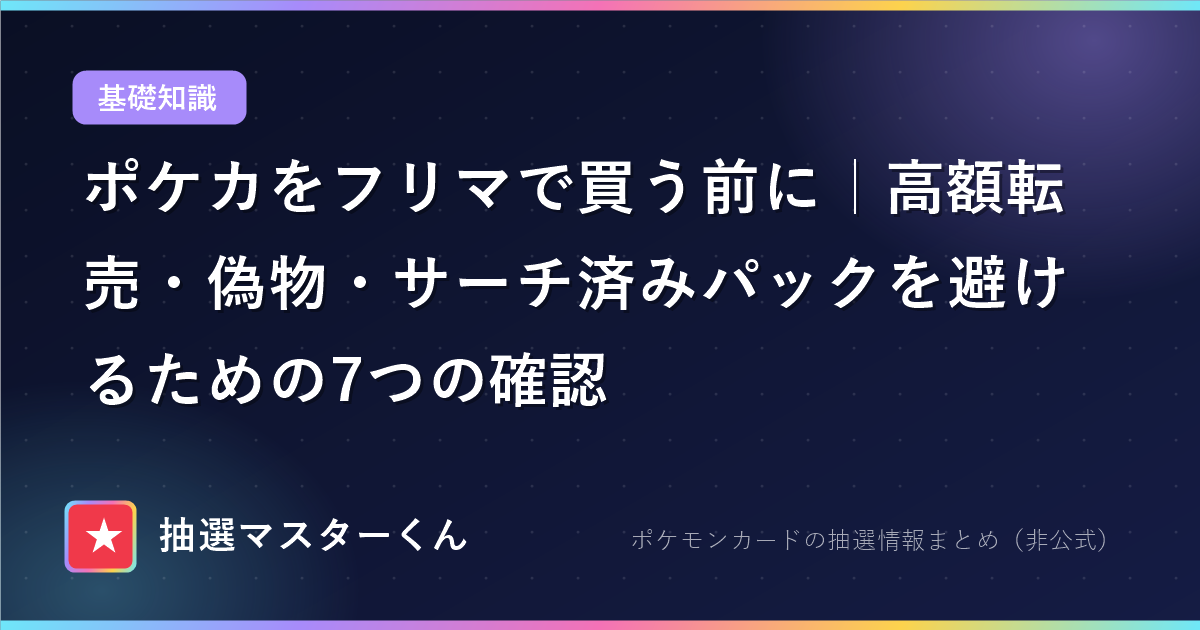 基礎知識
ポケカをフリマで買う前に｜高額転
売・偽物・サーチ済みパックを避け
るための7つの確認
抽選マスターくん
ポケモンカードの抽選情報まとめ（非公式）